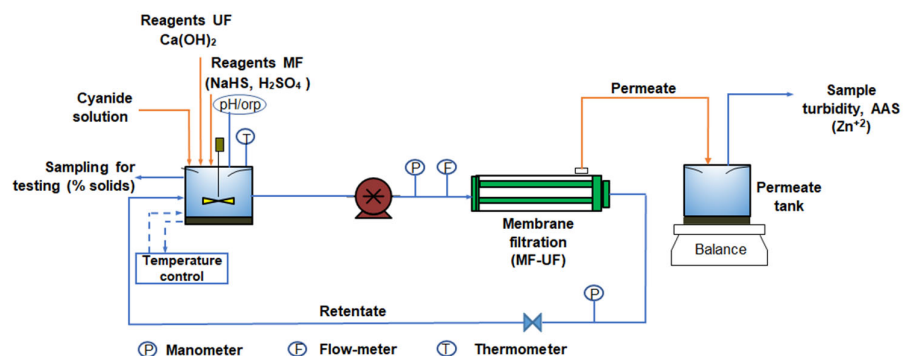 Reagents UF
Ca(OH)2
Reagents MF
(NaHS, H2SO4 )
pH/orp
Cyanide
solution
T
Sampling for
testing (% solids)
Temperature
control
P
F
Membrane
filtration
(MF-UF)
Permeate
Sample
turbidity, AAS
(Zn+2)
Permeate
tank
Balance
P
Retentate
P Manometer
F Flow-meter
T Thermometer